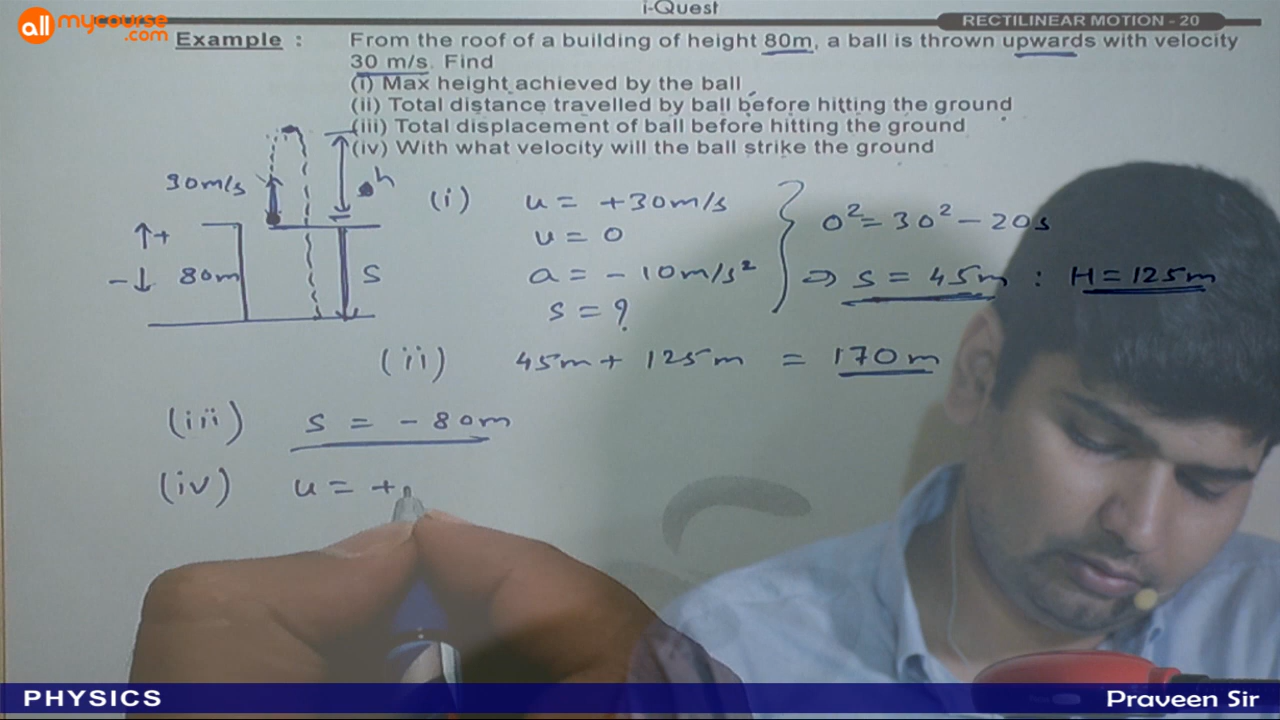 i-Quest
all mycourse.com
RECTILINEAR MOTION - 20
Example : From the roof of a building of height 80m, a ball is thrown upwards with velocity
30 m/s. Find
(i) Max height achieved by the ball
(ii) Total distance travelled by ball before hitting the ground
(iii) Total displacement of ball before hitting the ground
(iv) With what velocity will the ball strike the ground
30m/s
h
↑+
-↓ 80m
S
(i) u = +30m/s
v = 0
a = -10m/s²
s = ?
0² = 30² - 20s
⇒ s = 45m : H = 125m
(ii) 45m + 125m = 170m
(iii) s = -80m
(iv) u = +
PHYSICS
Praveen Sir